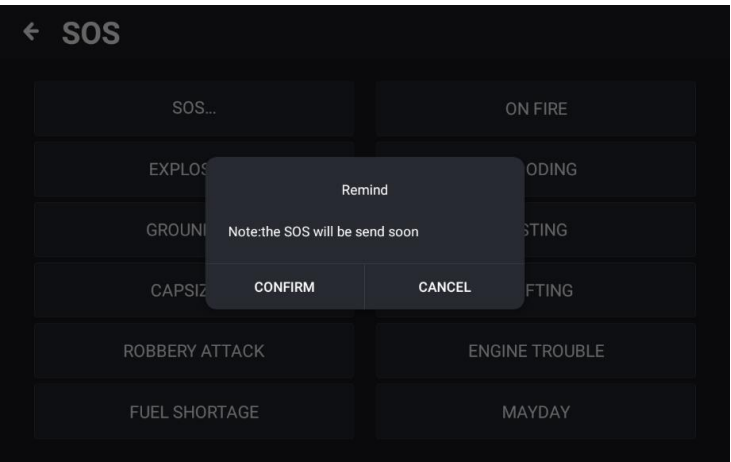 SOS
SOS...
ON FIRE
EXPLOS
ODING
Remind
GROUN
Note:the SOS will be send soon
STING
CAPSIZ
CONFIRM
CANCEL
FTING
ROBBERY ATTACK
ENGINE TROUBLE
FUEL SHORTAGE
MAYDAY